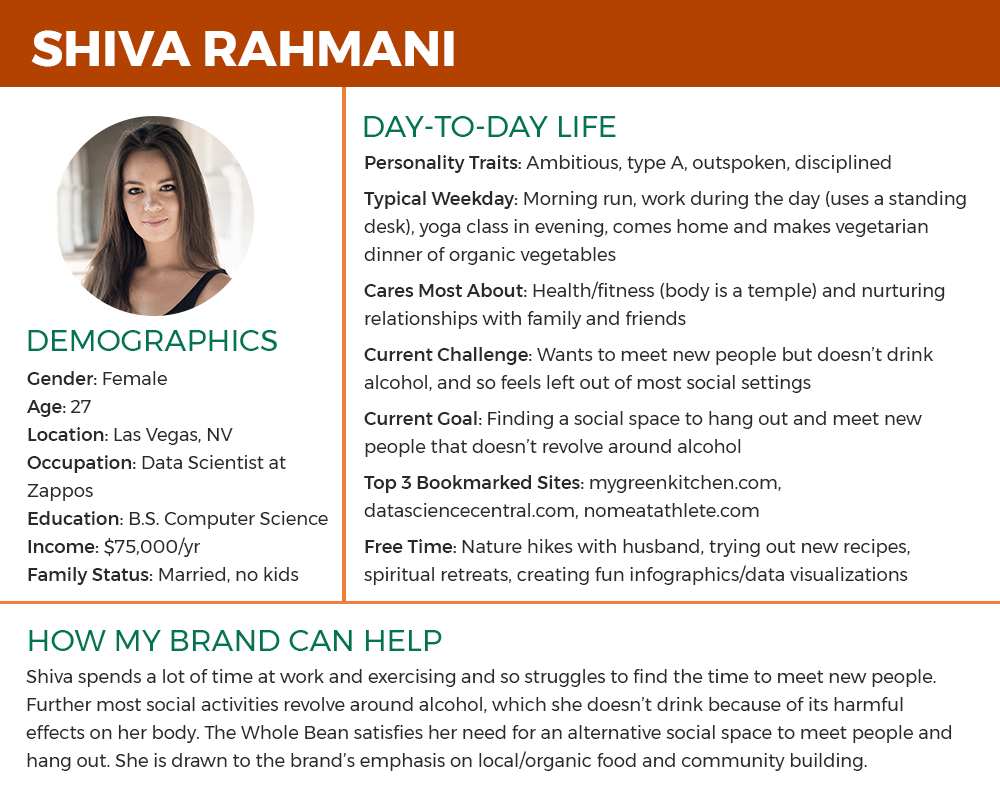 SHIVA RAHMANI
DEMOGRAPHICS
Gender: Female
Age: 27
Location: Las Vegas, NV
Occupation: Data Scientist at
Zappos
Education: B.S. Computer Science
Income: $75,000/yr
Family Status: Married, no kids
DAY-TO-DAY LIFE
Personality Traits: Ambitious, type A, outspoken, disciplined
Typical Weekday: Morning run, work during the day (uses a standing
desk), yoga class in evening, comes home and makes vegetarian
dinner of organic vegetables
Cares Most About: Health/fitness (body is a temple) and nurturing
relationships with family and friends
Current Challenge: Wants to meet new people but doesn’t drink
alcohol, and so feels left out of most social settings
Current Goal: Finding a social space to hang out and meet new
people that doesn’t revolve around alcohol
Top 3 Bookmarked Sites: mygreenkitchen.com,
datasciencecentral.com, nomeatathlete.com
Free Time: Nature hikes with husband, trying out new recipes,
spiritual retreats, creating fun infographics/data visualizations
HOW MY BRAND CAN HELP
Shiva spends a lot of time at work and exercising and so struggles to find the time to meet new people.
Further most social activities revolve around alcohol, which she doesn’t drink because of its harmful
effects on her body. The Whole Bean satisfies her need for an alternative social space to meet people and
hang out. She is drawn to the brand’s emphasis on local/organic food and community building.